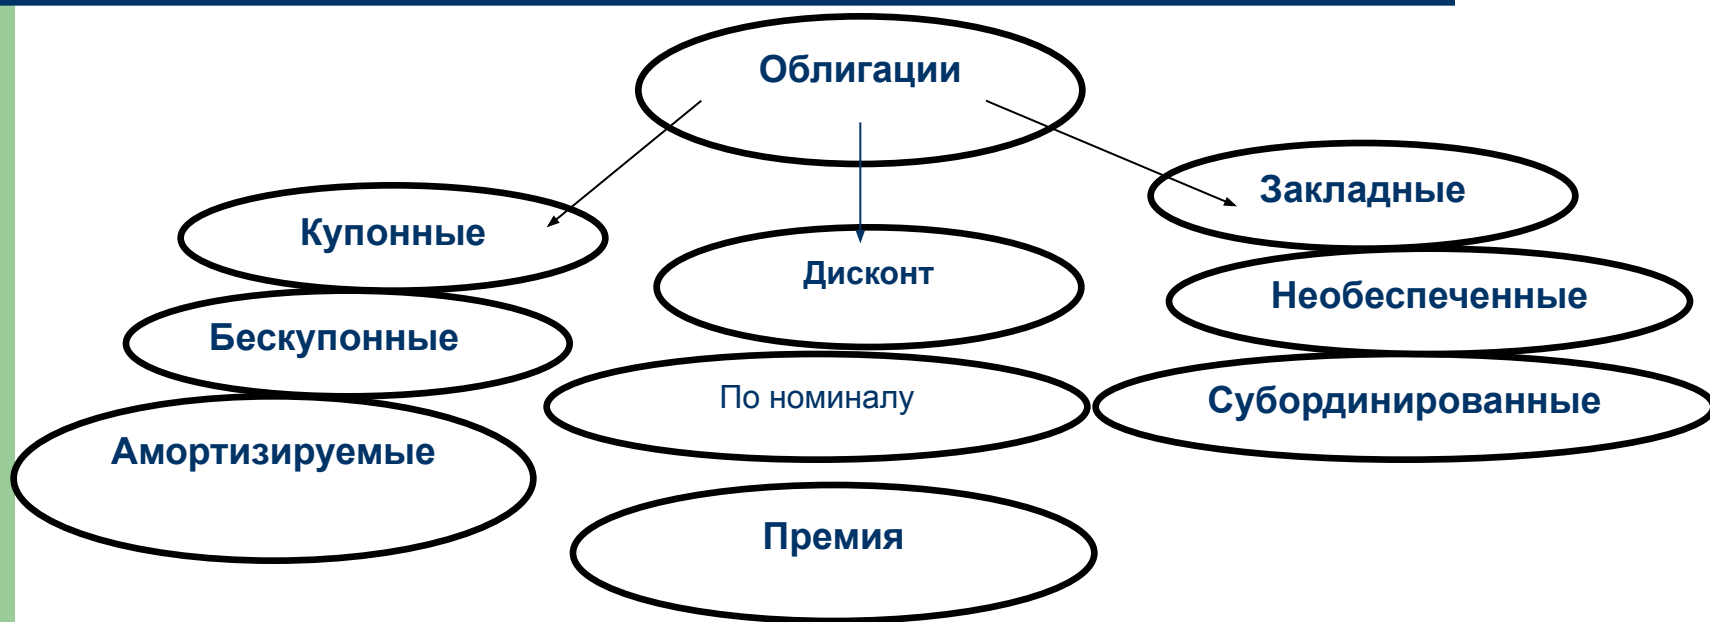 Облигации
Купонные
Бескупонные
Амортизируемые
Дисконт
По номиналу
Премия
Закладные
Необеспеченные
Субординированные